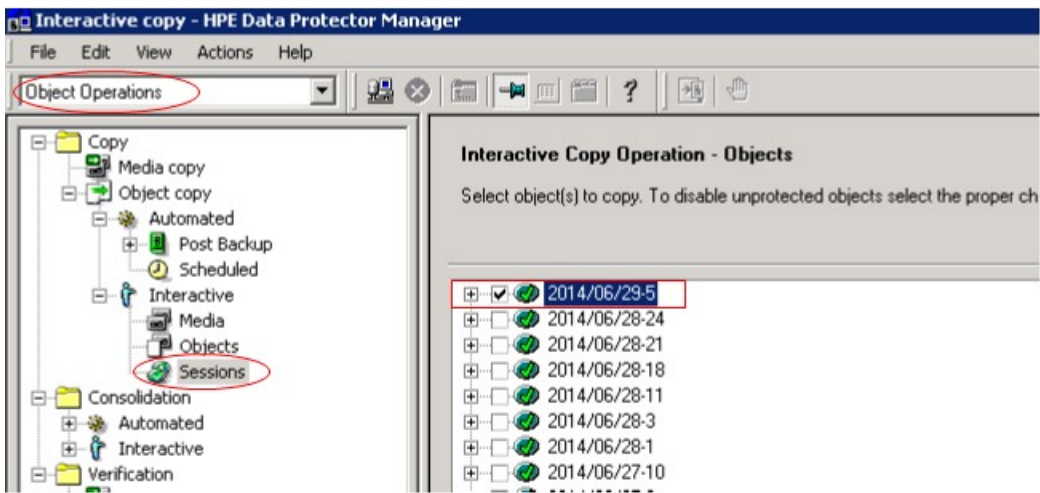 Interactive copy - HPE Data Protector Manager
File Edit View Actions Help
Object Operations
Copy
Media copy
Object copy
Automated
Post Backup
Scheduled
Interactive
Media
Objects
Sessions
Consolidation
Automated
Interactive
Verification
Interactive Copy Operation - Objects
Select object(s) to copy. To disable unprotected objects select the proper ch
2014/06/29-5
2014/06/28-24
2014/06/28-21
2014/06/28-18
2014/06/28-11
2014/06/28-3
2014/06/28-1
2014/06/27-10